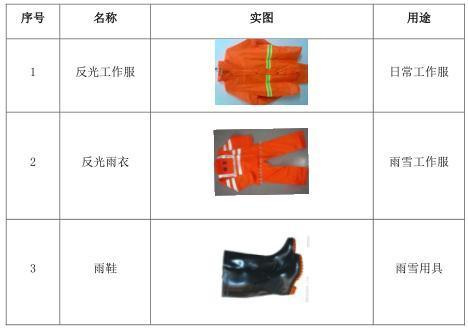 序号 名称 实图 用途
1 反光工作服 日常工作服
2 反光雨衣 雨雪工作服
3 雨鞋 雨雪用具